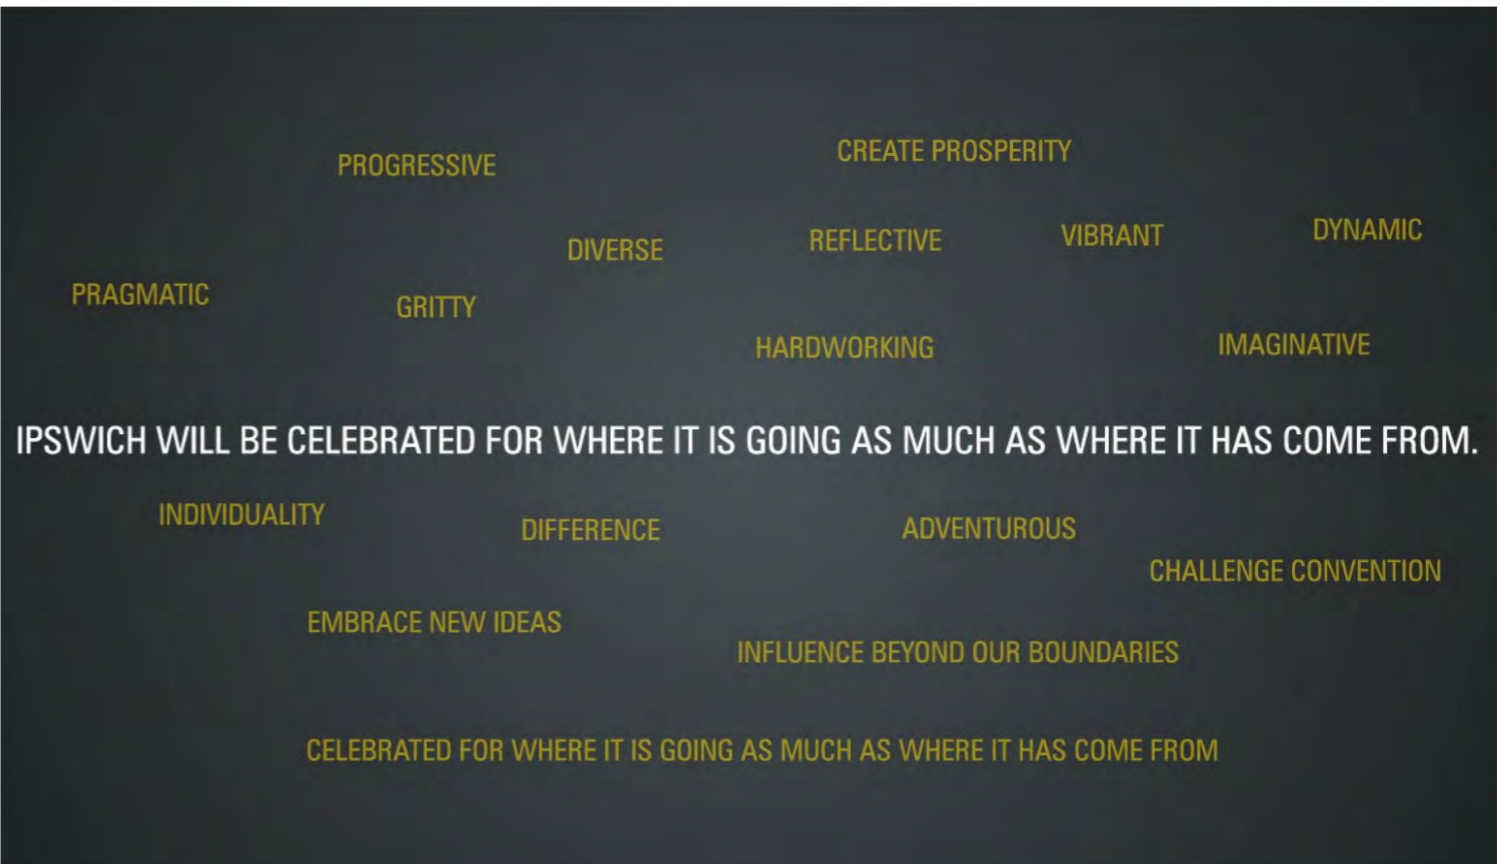 CREATE PROSPERITY
PROGRESSIVE
DYNAMIC
VIBRANT
REFLECTIVE
DIVERSE
PRAGMATIC
GRITTY
IMAGINATIVE
HARDWORKING
IPSWICH WILL BE CELEBRATED FOR WHERE IT IS GOING AS MUCH AS WHERE IT HAS COME FROM.
INDIVIDUALITY
DIFFERENCE
ADVENTUROUS
CHALLENGE CONVENTION
EMBRACE NEW IDEAS
INFLUENCE BEYOND OUR BOUNDARIES
CELEBRATED FOR WHERE IT IS GOING AS MUCH AS WHERE IT HAS COME FROM